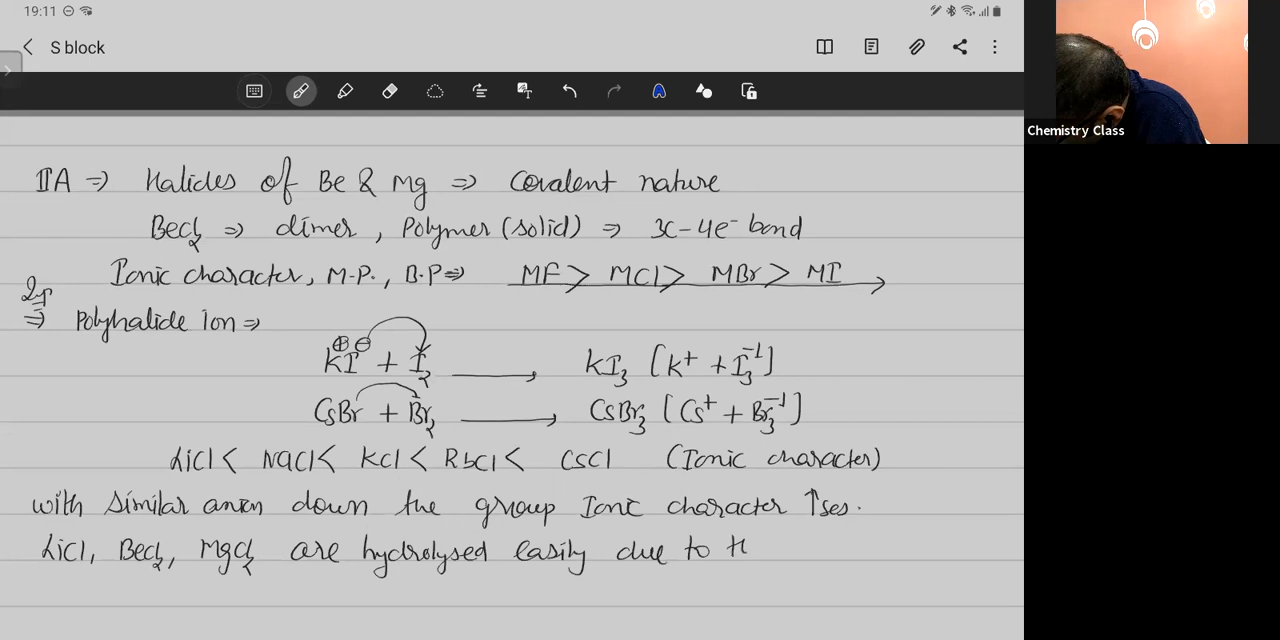 19:11
S block
Chemistry Class
IIA ⇒ Halides of Be & Mg ⇒ Covalent nature
BeCl₂ ⇒ dimer, Polymer (solid) ⇒ 3c-4e⁻ bond
Ionic character, M.P., B.P ⇒ MF > MCl > MBr > MI
Imp
⇒ Polyhalide ion ⇒
KI + I₂ → KI₃ [K⁺ + I₃⁻¹]
CsBr + Br₂ → CsBr₃ [Cs⁺ + Br₃⁻¹]
LiCl < NaCl < KCl < RbCl < CsCl (Ionic character)
with similar anion down the group Ionic character ↑ses.
LiCl, BeCl₂, MgCl₂ are hydrolysed easily due to